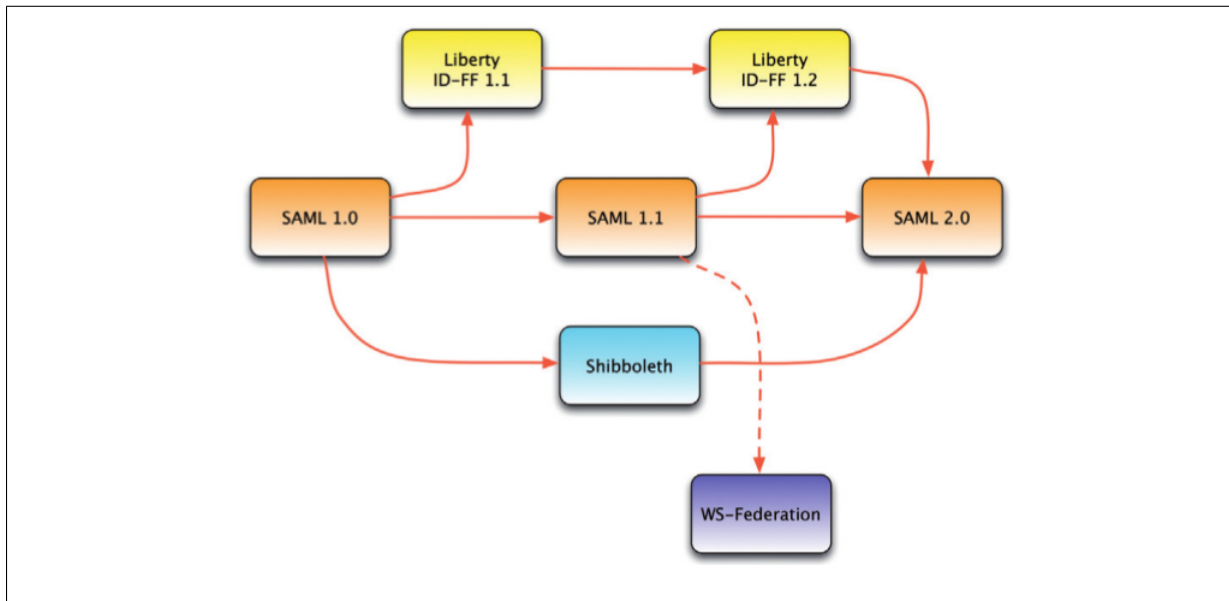 Liberty
ID-FF 1.1
Liberty
ID-FF 1.2
SAML 1.0
SAML 1.1
SAML 2.0
Shibboleth
WS-Federation